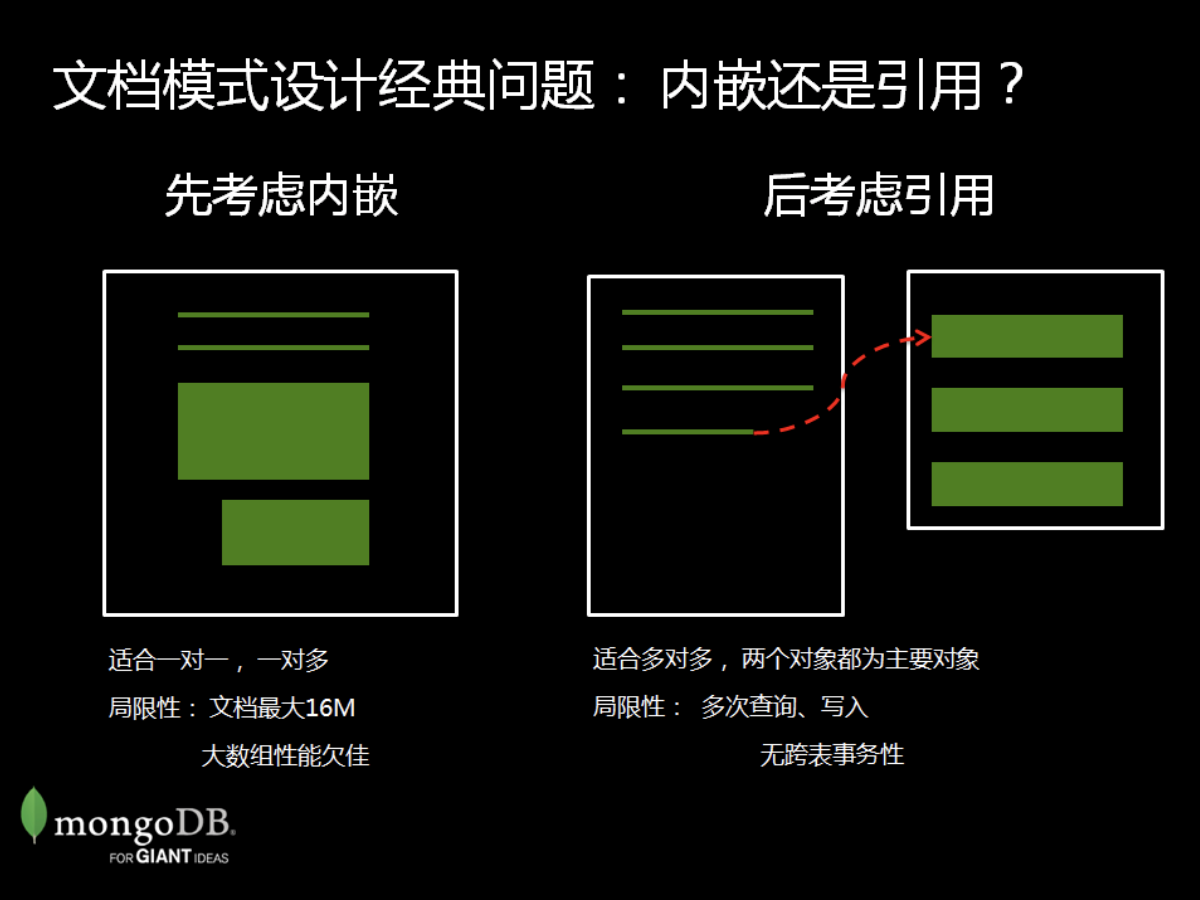 文档模式设计经典问题： 内嵌还是引用？
先考虑内嵌
后考虑引用
适合一对一，一对多
局限性：文档最大16M
大数组性能欠佳
适合多对多，两个对象都为主要对象
局限性： 多次查询、写入
无跨表事务性
mongoDB®
FOR GIANT IDEAS